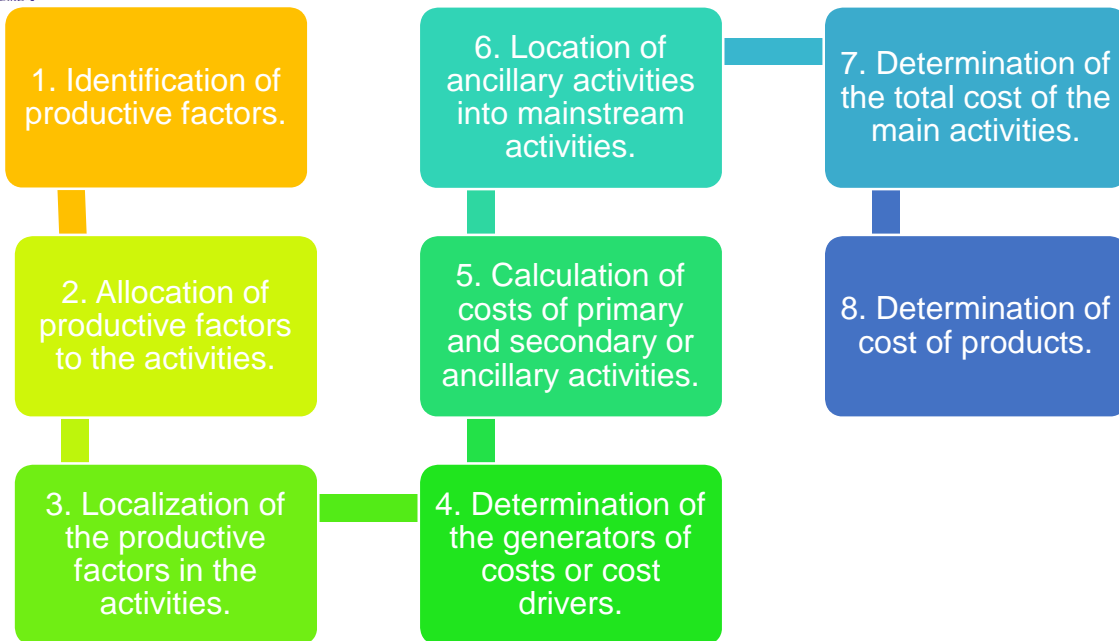 1. Identification of
productive factors.
2. Allocation of
productive factors
to the activities.
3. Localization of
the productive
factors in the
activities.
4. Determination of
the generators of
costs or cost
drivers.
5. Calculation of
costs of primary
and secondary or
ancillary activities.
6. Location of
ancillary activities
into mainstream
activities.
7. Determination of
the total cost of the
main activities.
8. Determination of
cost of products.